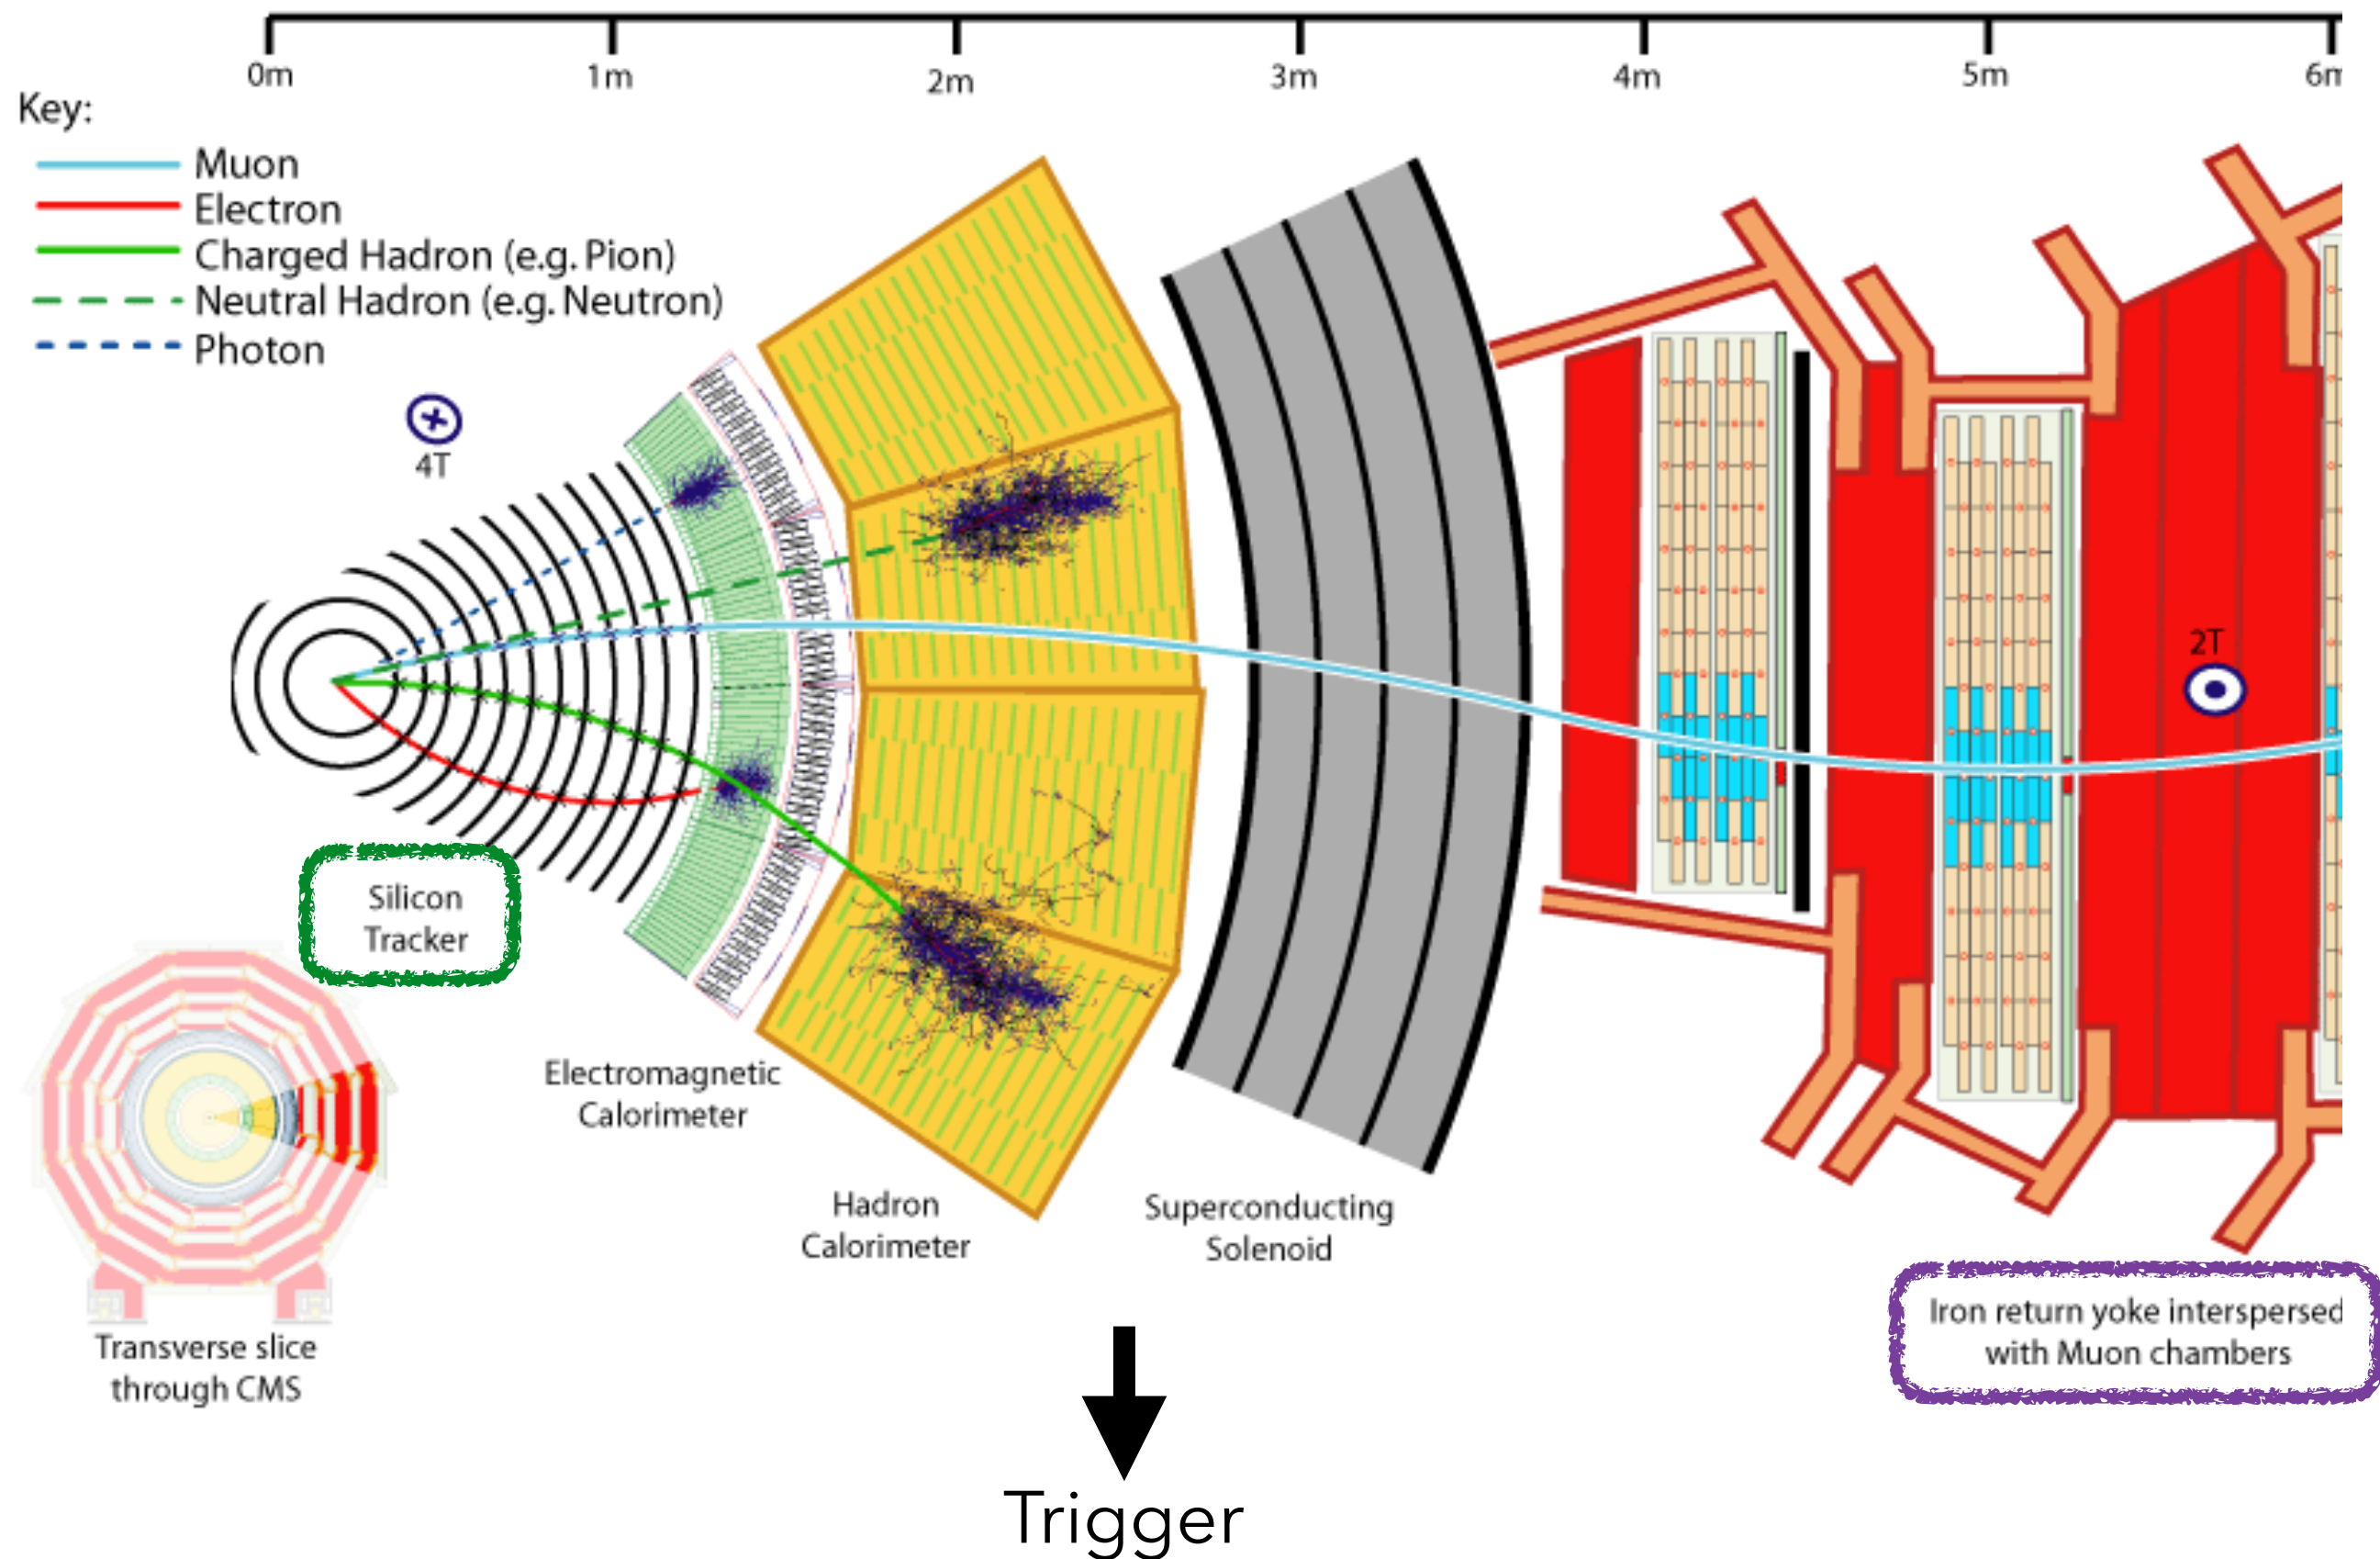 0m
1m
2m
3m
4m
5m
6m
Key:
Muon
Electron
Charged Hadron (e.g. Pion)
Neutral Hadron (e.g. Neutron)
Photon
4T
2T
Silicon
Tracker
Electromagnetic
Calorimeter
Hadron
Calorimeter
Superconducting
Solenoid
Iron return yoke interspersed
with Muon chambers
Transverse slice
through CMS
Trigger